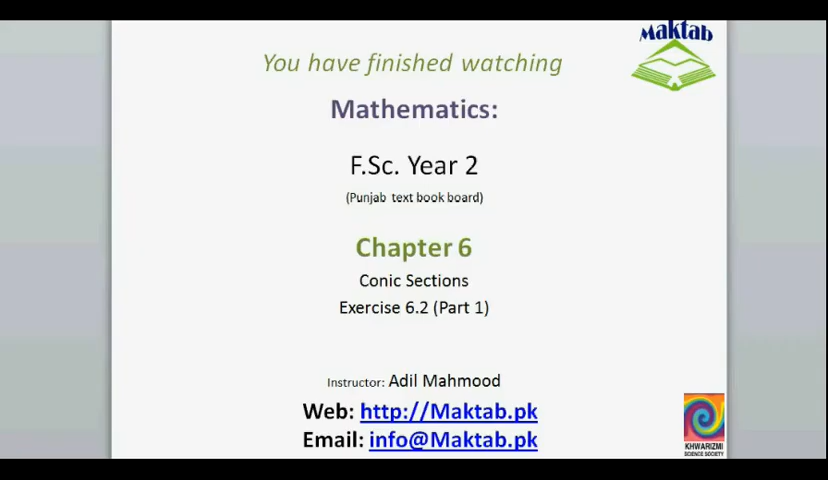 Maktab
You have finished watching
Mathematics:
F.Sc. Year 2
(Punjab text book board)
Chapter 6
Conic Sections
Exercise 6.2 (Part 1)
Instructor: Adil Mahmood
Web: http://Maktab.pk
Email: info@Maktab.pk
KHWARIZMI
SCIENCE SOCIETY